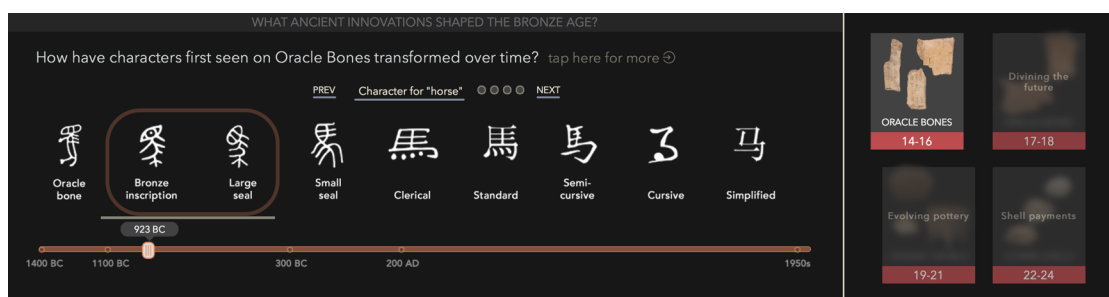 WHAT ANCIENT INNOVATIONS SHAPED THE BRONZE AGE?
How have characters first seen on Oracle Bones transformed over time? tap here for more
PREV Character for "horse" NEXT
馬 馬 马
Oracle bone
Bronze inscription
Large seal
Small seal
Clerical
Standard
Semi-cursive
Cursive
Simplified
923 BC
1400 BC 1100 BC 300 BC 200 AD 1950s
ORACLE BONES
14-16
Divining the future
17-18
Evolving pottery
19-21
Shell payments
22-24